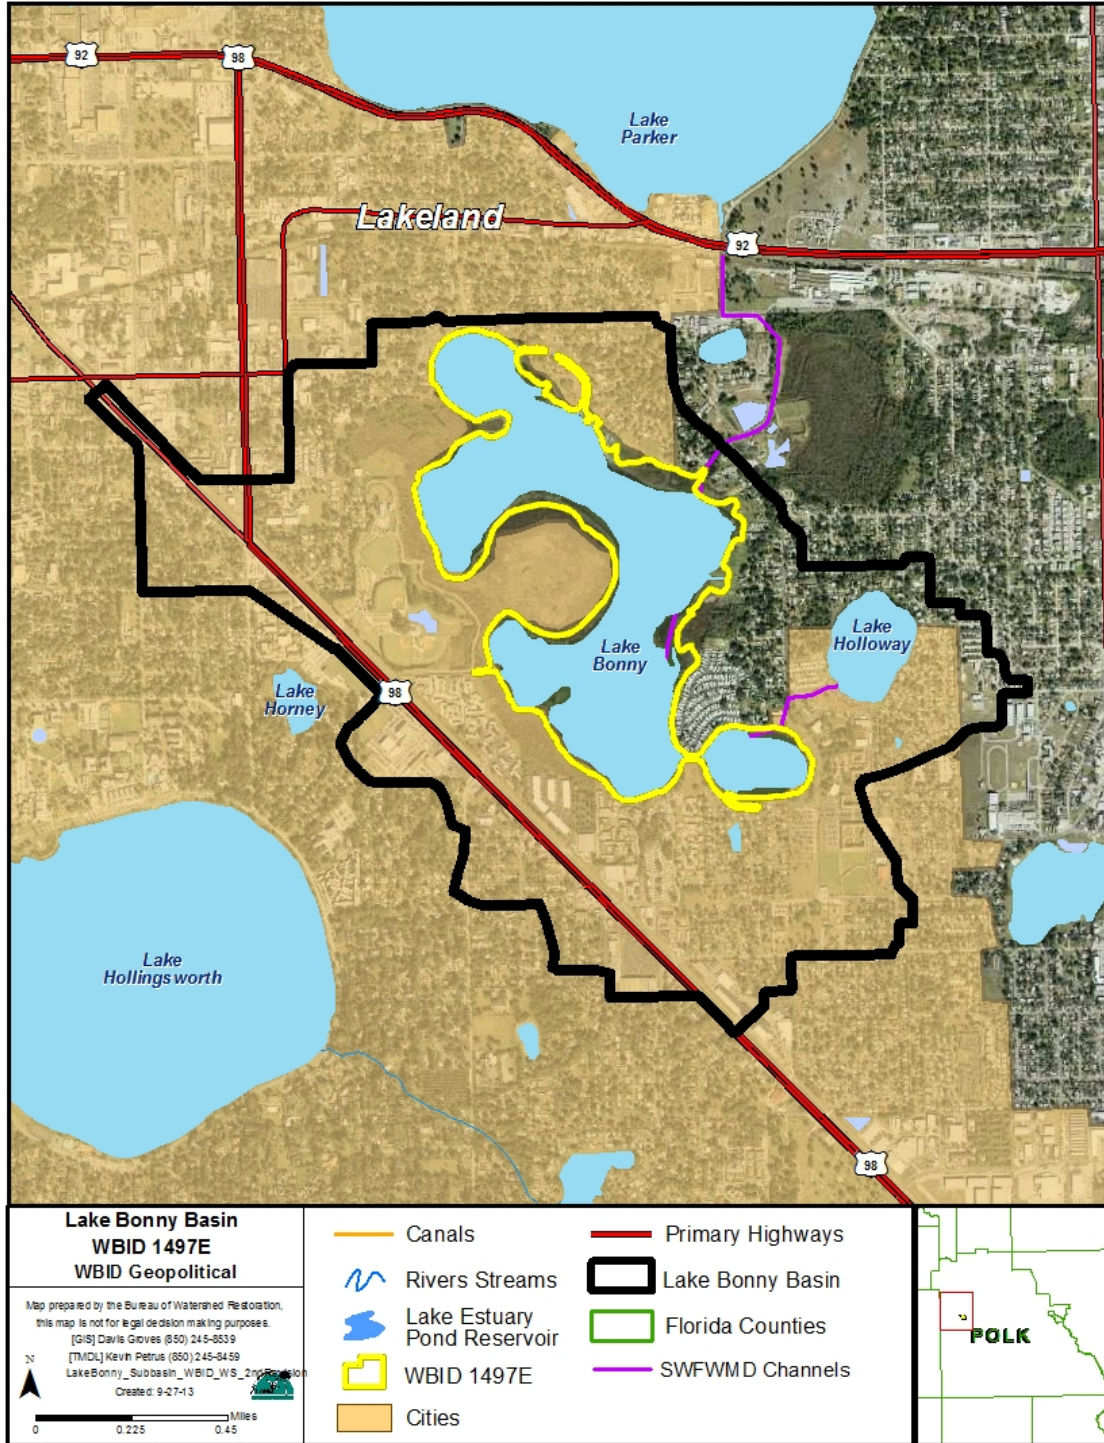 92
98
Lake
Parker
Lakeland
92
Lake
Holloway
Lake
Bonny
98
Lake
Horney
Lake
Hollingsworth
98
Lake Bonny Basin
WBID 1497E
WBID Geopolitical
Map prepared by the Bureau of Watershed Restoration,
this map is not for legal decision making purposes.
[GIS] Davis Groves (850) 245-8539
[TMDL] Kevin Petrus (850) 245-8459
LakeBonny_Subbasin_WBID_WS_2ndRevision
Created: 9-27-13
N
Miles
0 0.225 0.45
Canals
Rivers Streams
Lake Estuary
Pond Reservoir
WBID 1497E
Cities
Primary Highways
Lake Bonny Basin
Florida Counties
SWFWMD Channels
POLK